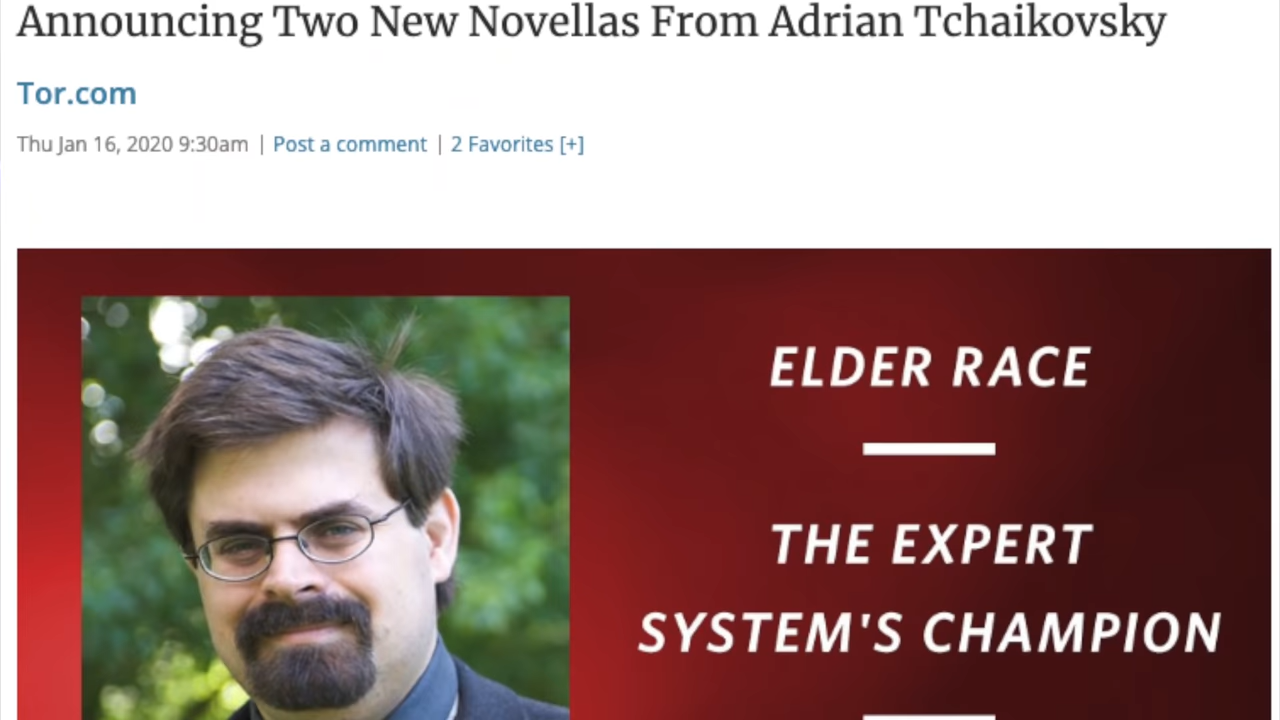 Announcing Two New Novellas From Adrian Tchaikovsky
Tor.com
Thu Jan 16, 2020 9:30am | Post a comment | 2 Favorites [+]
ELDER RACE
THE EXPERT
SYSTEM'S CHAMPION